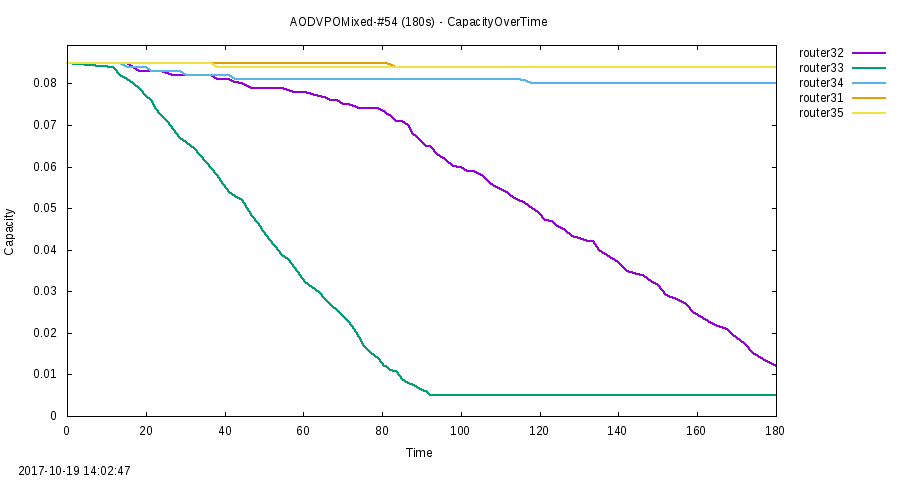 AODVPOMixed-#54 (180s) - CapacityOverTime
router32
router33
router34
router31
router35
0.08
0.07
0.06
0.05
0.04
0.03
0.02
0.01
0
Capacity
0 20 40 60 80 100 120 140 160 180
Time
2017-10-19 14:02:47